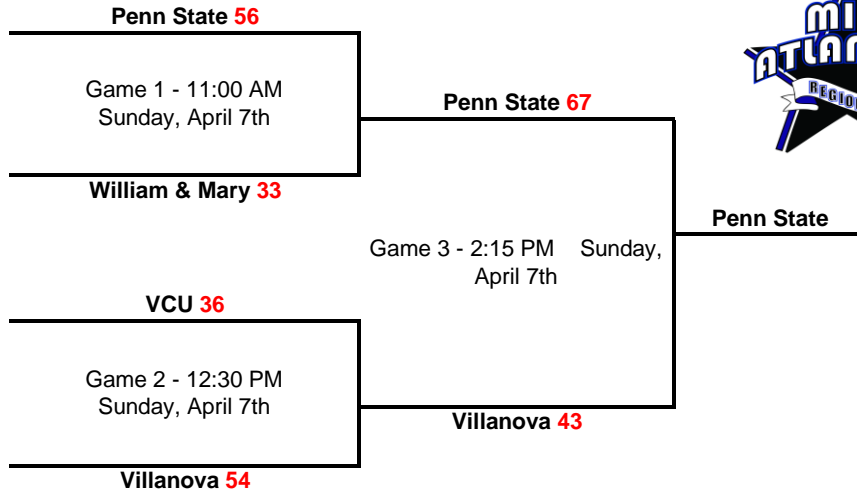 Penn State 56
Game 1 - 11:00 AM
Sunday, April 7th
William & Mary 33
Penn State 67
Penn State
Game 3 - 2:15 PM Sunday,
April 7th
VCU 36
Game 2 - 12:30 PM
Sunday, April 7th
Villanova 43
Villanova 54